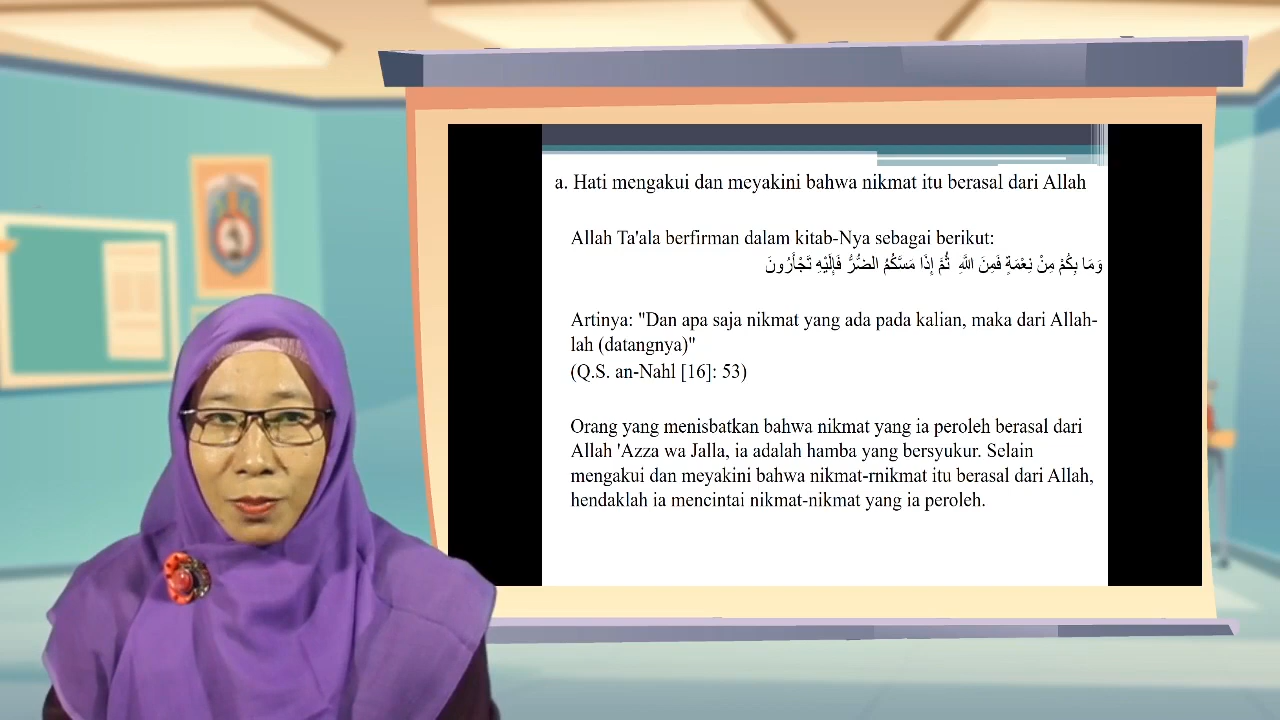 a. Hati mengakui dan meyakini bahwa nikmat itu berasal dari Allah
Allah Ta'ala berfirman dalam kitab-Nya sebagai berikut:
وَمَا بِكُمْ مِنْ نِعْمَةٍ فَمِنَ اللَّهِ ثُمَّ إِذَا مَسَّكُمُ الضُّرُّ فَإِلَيْهِ تَجْأَرُونَ
Artinya: "Dan apa saja nikmat yang ada pada kalian, maka dari Allah-
lah (datangnya)"
(Q.S. an-Nahl [16]: 53)
Orang yang menisbatkan bahwa nikmat yang ia peroleh berasal dari
Allah 'Azza wa Jalla, ia adalah hamba yang bersyukur. Selain
mengakui dan meyakini bahwa nikmat-rnikmat itu berasal dari Allah,
hendaklah ia mencintai nikmat-nikmat yang ia peroleh.